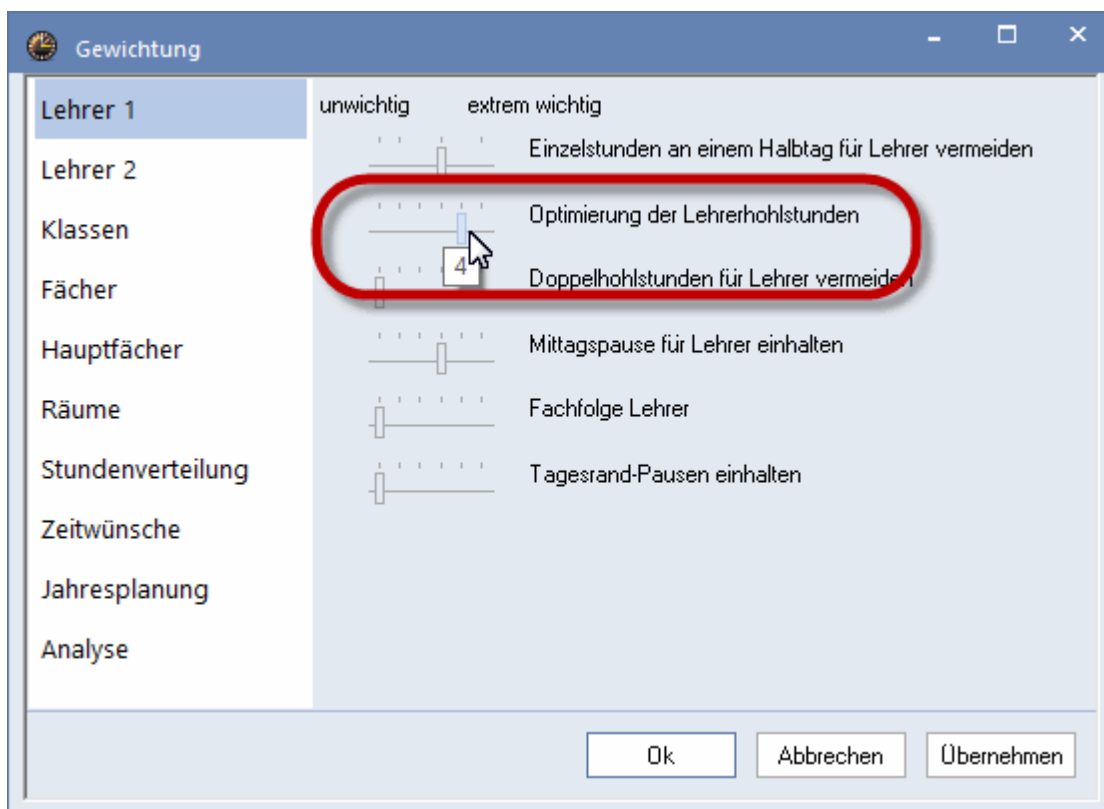 Gewichtung
Lehrer 1
Lehrer 2
Klassen
Fächer
Hauptfächer
Räume
Stundenverteilung
Zeitwünsche
Jahresplanung
Analyse
unwichtig extrem wichtig
Einzelstunden an einem Halbtag für Lehrer vermeiden
Optimierung der Lehrerhohlstunden
4
Doppelhohlstunden für Lehrer vermeiden
Mittagspause für Lehrer einhalten
Fachfolge Lehrer
Tagesrand-Pausen einhalten
Ok Abbrechen Übernehmen